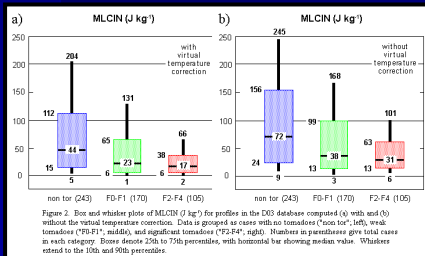 a)
MLCIN (J kg⁻¹)
250
200
150
100
50
0
with
virtual
temperature
correction
204
112
44
15
5
131
65
23
6
1
66
38
17
6
2
non tor (243)
F0-F1 (170)
F2-F4 (105)
b)
MLCIN (J kg⁻¹)
250
200
150
100
50
0
without
virtual
temperature
correction
245
156
72
24
9
168
99
38
13
3
101
63
31
13
6
non tor (243)
F0-F1 (170)
F2-F4 (105)
Figure 2. Box and whisker plots of MLCIN (J kg⁻¹) for profiles in the D03 database computed (a) with and (b)
without the virtual temperature correction. Data is grouped as cases with no tornadoes ("non tor"; left), weak
tornadoes ("F0-F1"; middle), and significant tornadoes ("F2-F4"; right). Numbers in parentheses give total cases
in each category. Boxes denote 25th to 75th percentiles, with horizontal bar showing median value. Whiskers
extend to the 10th and 90th percentiles.